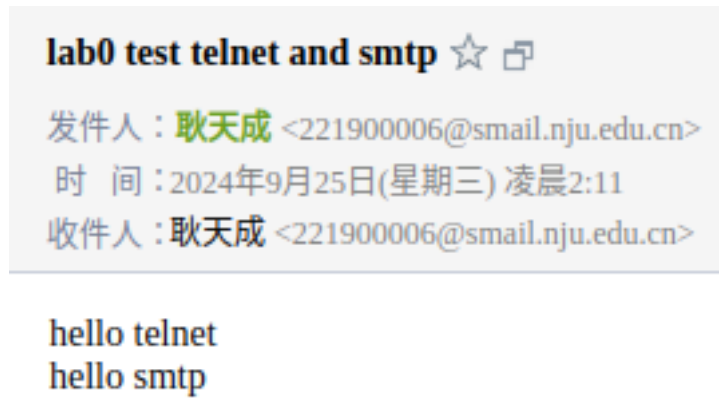 lab0 test telnet and smtp
发件人：耿天成 <221900006@smail.nju.edu.cn>
时 间：2024年9月25日(星期三) 凌晨2:11
收件人：耿天成 <221900006@smail.nju.edu.cn>
hello telnet
hello smtp